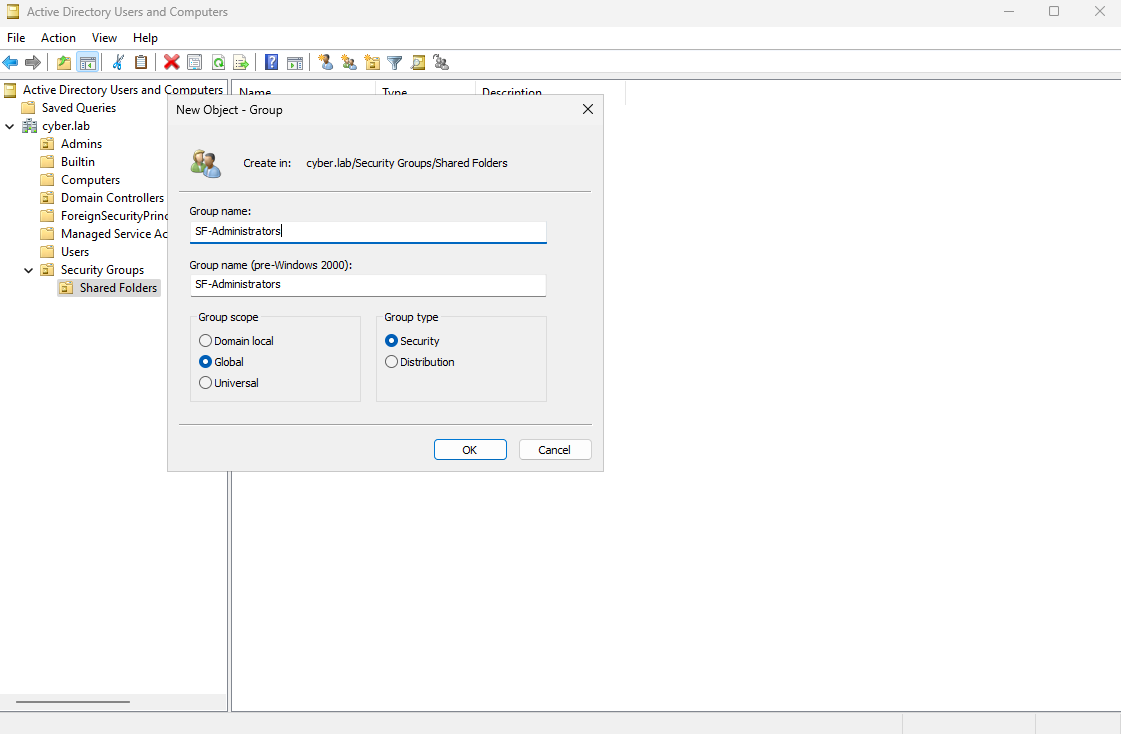 Active Directory Users and Computers
File Action View Help
Active Directory Users and Computers
Saved Queries
cyber.lab
Admins
Builtin
Computers
Domain Controllers
ForeignSecurityPrinc
Managed Service Ac
Users
Security Groups
Shared Folders
Name Type Description
New Object - Group
Create in: cyber.lab/Security Groups/Shared Folders
Group name:
SF-Administrators
Group name (pre-Windows 2000):
SF-Administrators
Group scope
Domain local
Global
Universal
Group type
Security
Distribution
OK Cancel